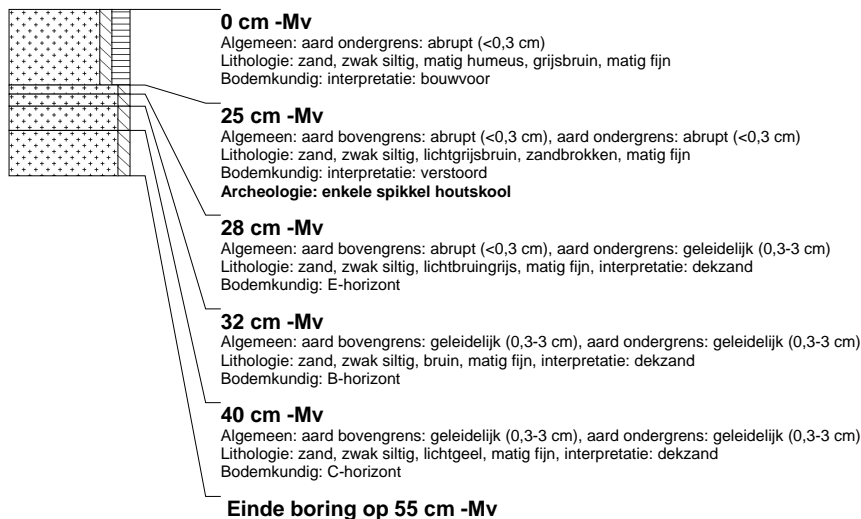 0 cm -Mv
Algemeen: aard ondergrens: abrupt (<0,3 cm)
Lithologie: zand, zwak siltig, matig humeus, grijsbruin, matig fijn
Bodemkundig: interpretatie: bouwvoor
25 cm -Mv
Algemeen: aard bovengrens: abrupt (<0,3 cm), aard ondergrens: abrupt (<0,3 cm)
Lithologie: zand, zwak siltig, lichtgrijsbruin, zandbrokken, matig fijn
Bodemkundig: interpretatie: verstoord
Archeologie: enkele spikkel houtskool
28 cm -Mv
Algemeen: aard bovengrens: abrupt (<0,3 cm), aard ondergrens: geleidelijk (0,3-3 cm)
Lithologie: zand, zwak siltig, lichtbruingrijs, matig fijn, interpretatie: dekzand
Bodemkundig: E-horizont
32 cm -Mv
Algemeen: aard bovengrens: geleidelijk (0,3-3 cm), aard ondergrens: geleidelijk (0,3-3 cm)
Lithologie: zand, zwak siltig, bruin, matig fijn, interpretatie: dekzand
Bodemkundig: B-horizont
40 cm -Mv
Algemeen: aard bovengrens: geleidelijk (0,3-3 cm), aard ondergrens: geleidelijk (0,3-3 cm)
Lithologie: zand, zwak siltig, lichtgeel, matig fijn, interpretatie: dekzand
Bodemkundig: C-horizont
Einde boring op 55 cm -Mv